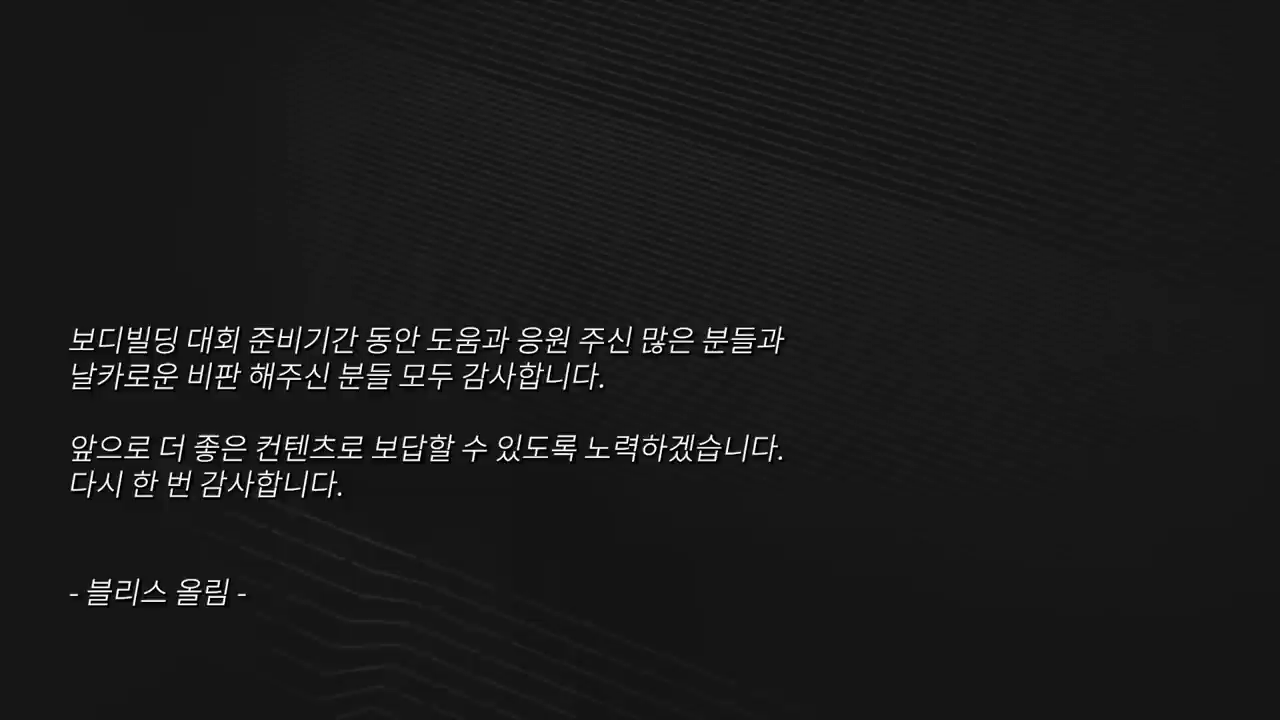 보디빌딩 대회 준비기간 동안 도움과 응원 주신 많은 분들과
날카로운 비판 해주신 분들 모두 감사합니다.
앞으로 더 좋은 컨텐츠로 보답할 수 있도록 노력하겠습니다.
다시 한 번 감사합니다.
- 블리스 올림 -